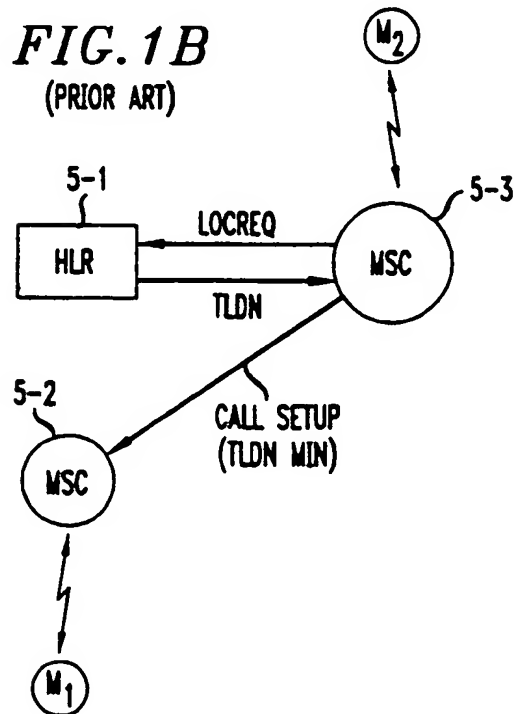 FIG. 1B
(PRIOR ART)
M2
5-1
5-3
HLR
LOCREQ
MSC
TLDN
5-2
CALL SETUP
(TLDN MIN)
MSC
M1